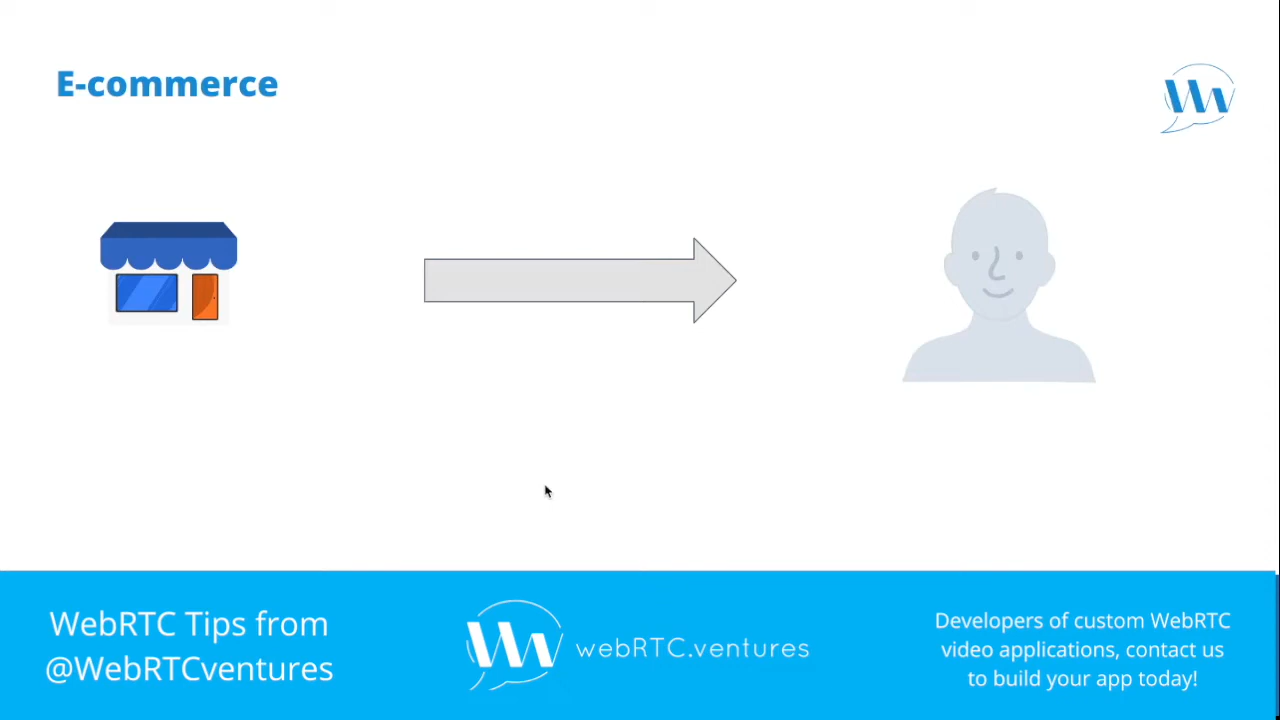 E-commerce
WebRTC Tips from
@WebRTCventures
webRTC.ventures
Developers of custom WebRTC
video applications, contact us
to build your app today!